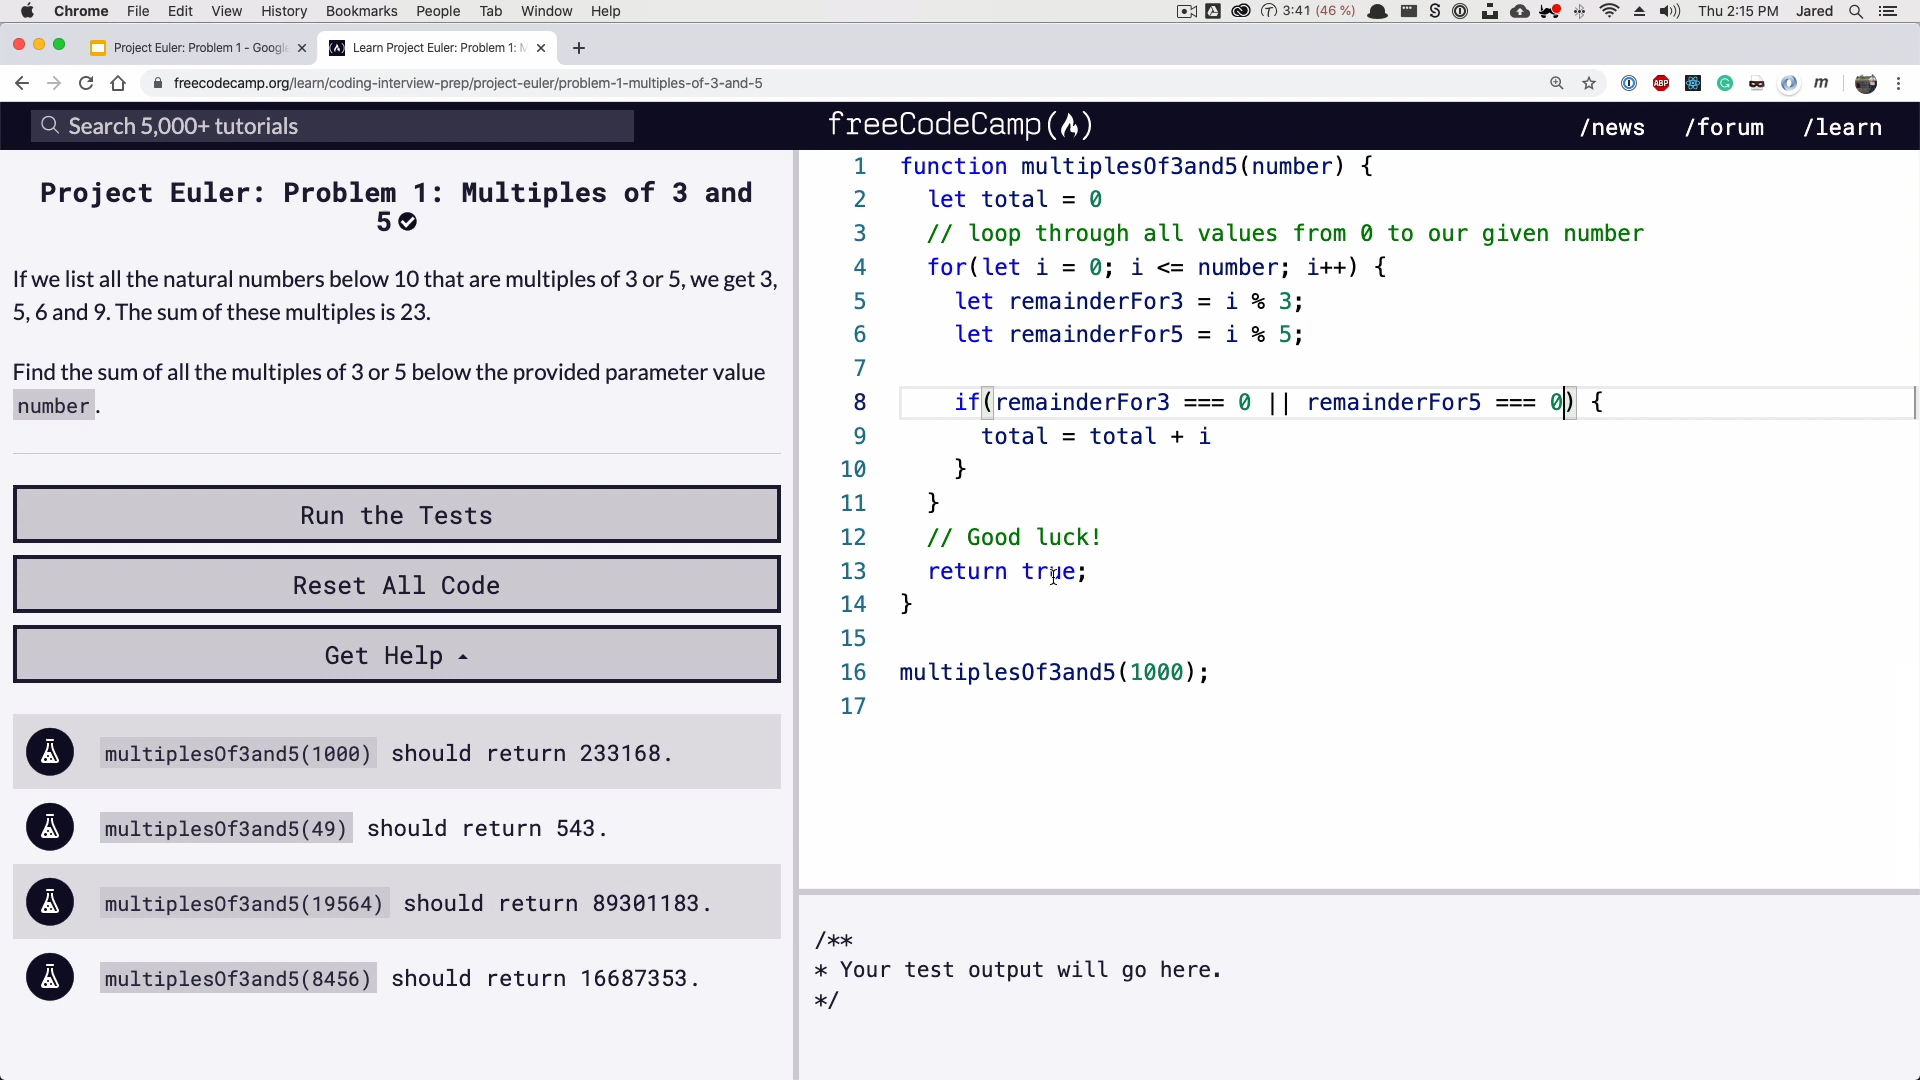 Chrome File Edit View History Bookmarks People Tab Window Help 3:41 (46 %) Thu 2:15 PM Jared
Project Euler: Problem 1 - Google
Learn Project Euler: Problem 1: M
freecodecamp.org/learn/coding-interview-prep/project-euler/problem-1-multiples-of-3-and-5
ABP
m
Search 5,000+ tutorials
freeCodeCamp
/news /forum /learn
Project Euler: Problem 1: Multiples of 3 and
5
If we list all the natural numbers below 10 that are multiples of 3 or 5, we get 3,
5, 6 and 9. The sum of these multiples is 23.
Find the sum of all the multiples of 3 or 5 below the provided parameter value
number.
Run the Tests
Reset All Code
Get Help
multiplesOf3and5(1000) should return 233168.
multiplesOf3and5(49) should return 543.
multiplesOf3and5(19564) should return 89301183.
multiplesOf3and5(8456) should return 16687353.
1 function multiplesOf3and5(number) {
2 let total = 0
3 // loop through all values from 0 to our given number
4 for(let i = 0; i <= number; i++) {
5 let remainderFor3 = i % 3;
6 let remainderFor5 = i % 5;
7
8 if(remainderFor3 === 0 || remainderFor5 === 0) {
9 total = total + i
10 }
11 }
12 // Good luck!
13 return true;
14 }
15
16 multiplesOf3and5(1000);
17
/**
* Your test output will go here.
*/